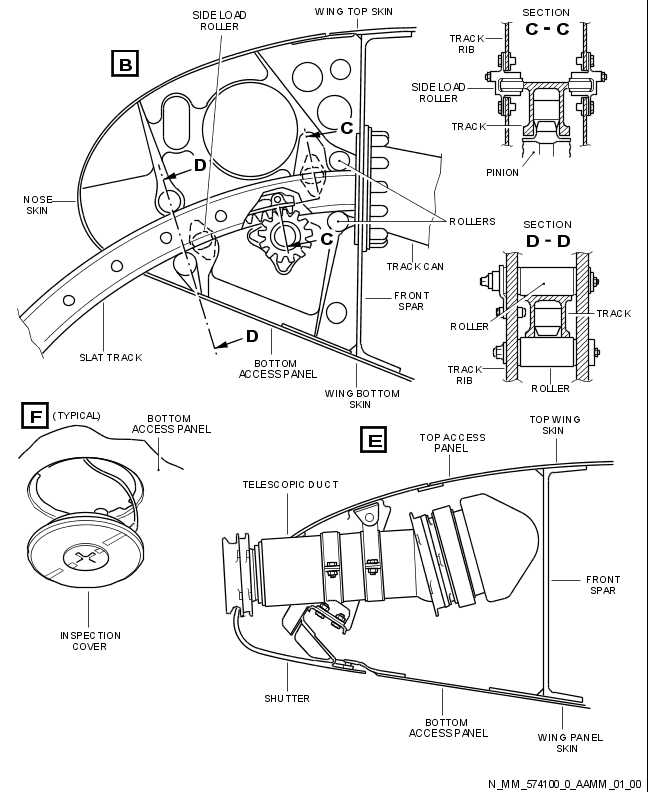 SIDE LOAD
ROLLER
WING TOP SKIN
B
C
D
NOSE
SKIN
C
ROLLERS
TRACK CAN
FRONT
SPAR
D
SLAT TRACK
BOTTOM
ACCESS PANEL
WING BOTTOM
SKIN
SECTION
C - C
TRACK
RIB
SIDE LOAD
ROLLER
TRACK
PINION
SECTION
D - D
ROLLER
TRACK
TRACK
RIB
ROLLER
F (TYPICAL)
BOTTOM
ACCESS PANEL
INSPECTION
COVER
E
TOP ACCESS
PANEL
TOP WING
SKIN
TELESCOPIC DUCT
FRONT
SPAR
SHUTTER
BOTTOM
ACCESS PANEL
WING PANEL
SKIN
N_MM_574100_0_AAMM_01_00